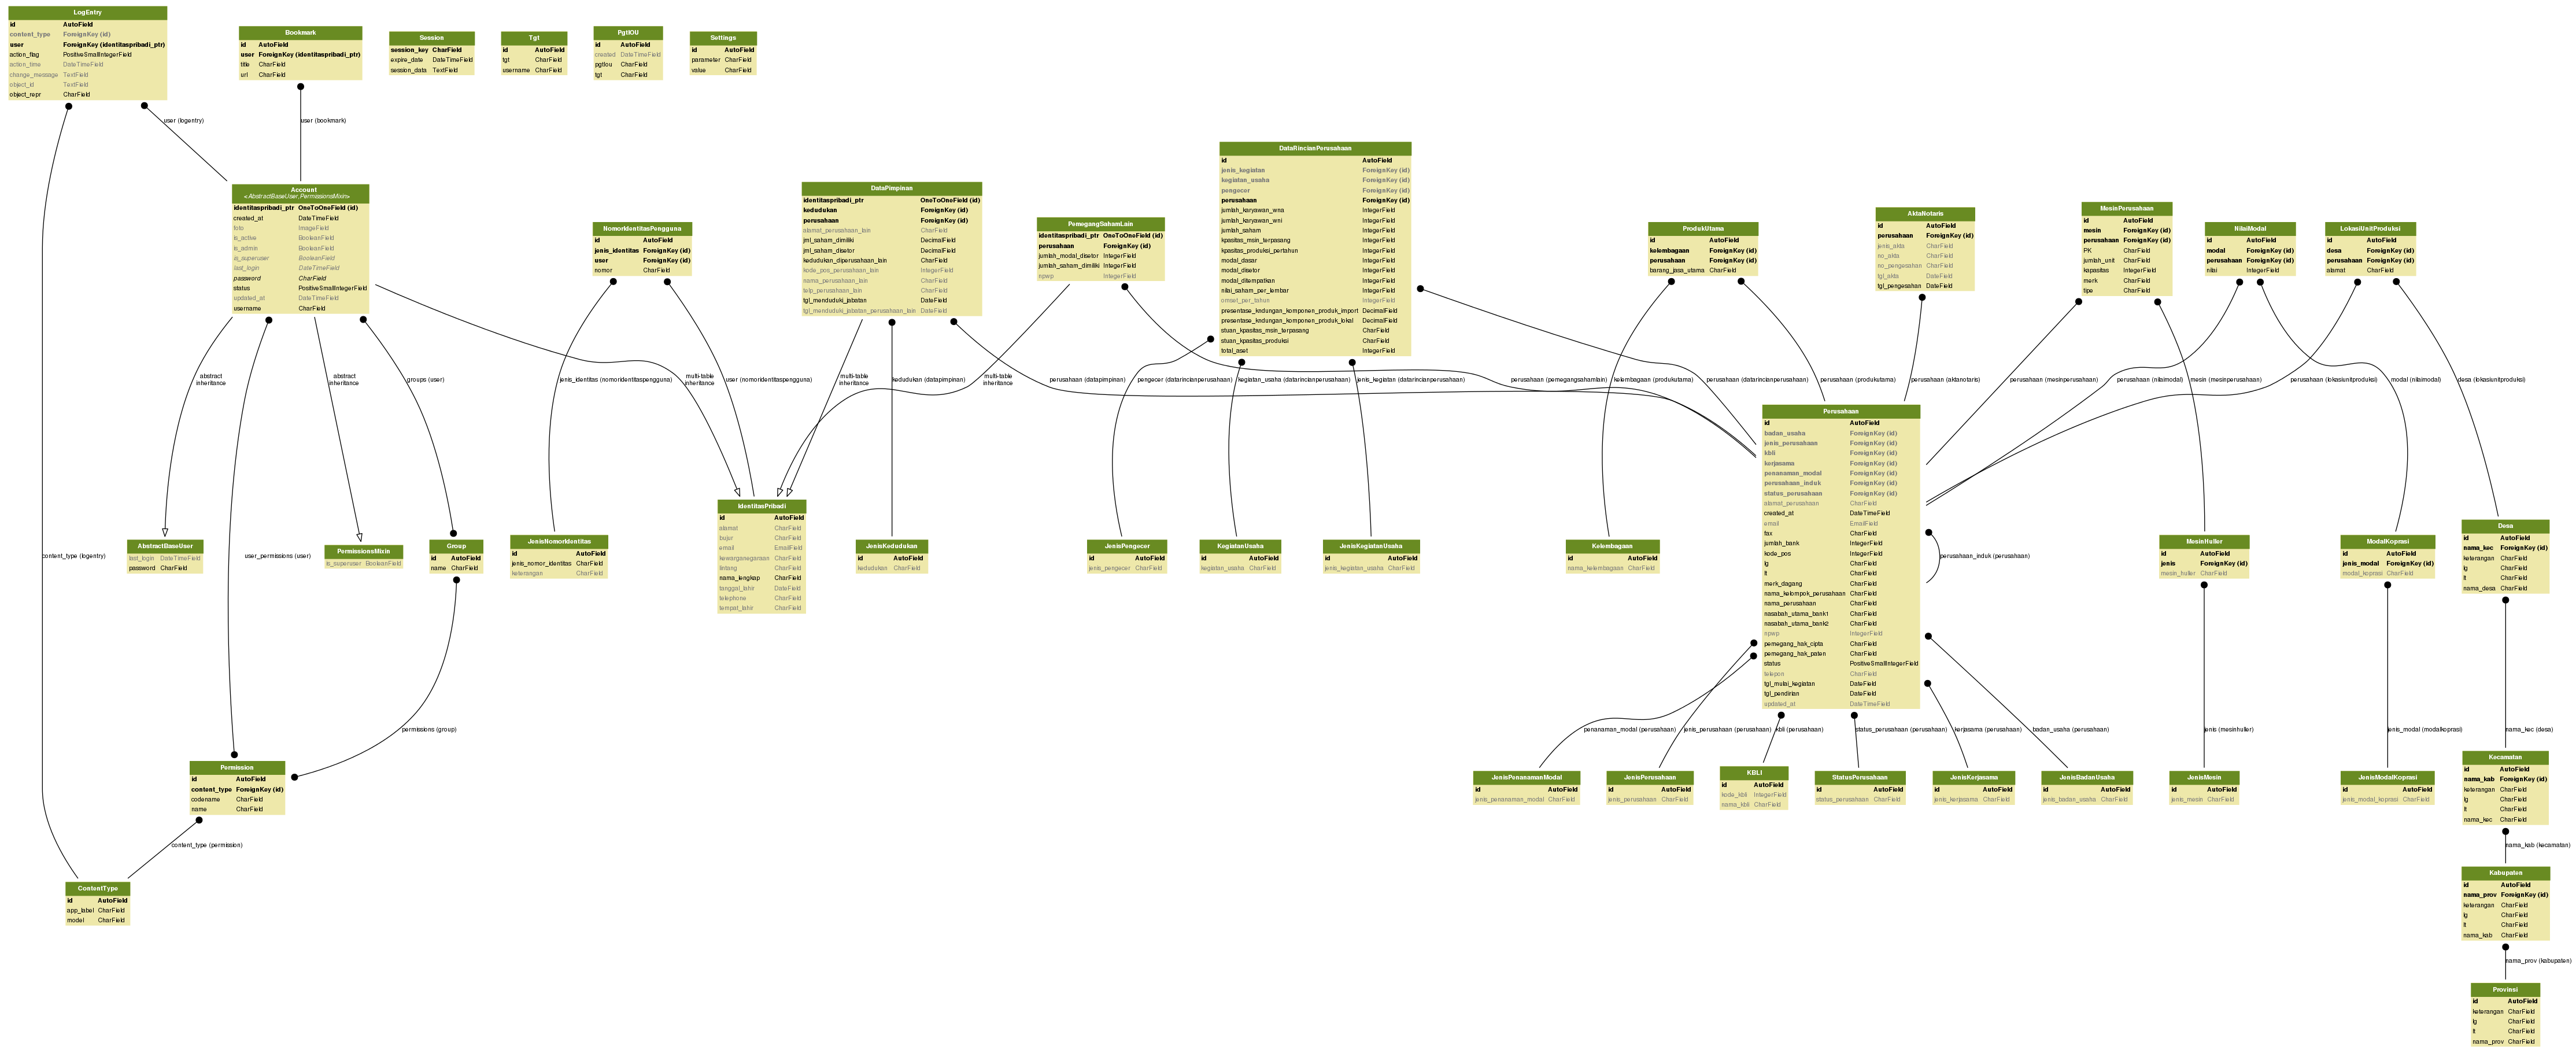 LogEntry
id AutoField
content_type ForeignKey (id)
user ForeignKey (identitaspribadi_ptr)
action_flag PositiveSmallIntegerField
action_time DateTimeField
change_message TextField
object_id TextField
object_repr CharField
Bookmark
id AutoField
user ForeignKey (identitaspribadi_ptr)
title CharField
url CharField
Session
session_key CharField
expire_date DateTimeField
session_data TextField
Tgt
id AutoField
tgt CharField
username CharField
PgtIOU
id AutoField
created DateTimeField
pgtIou CharField
tgt CharField
Settings
id AutoField
parameter CharField
value CharField
user (logentry)
user (bookmark)
Account
<AbstractBaseUser,PermissionsMixin>
identitaspribadi_ptr OneToOneField (id)
created_at DateTimeField
foto ImageField
is_active BooleanField
is_admin BooleanField
is_superuser BooleanField
last_login DateTimeField
password CharField
status PositiveSmallIntegerField
updated_at DateTimeField
username CharField
NomorIdentitasPengguna
id AutoField
jenis_identitas ForeignKey (id)
user ForeignKey (id)
nomor CharField
DataPimpinan
identitaspribadi_ptr OneToOneField (id)
kedudukan ForeignKey (id)
perusahaan ForeignKey (id)
alamat_perusahaan_lain CharField
jml_saham_dimiliki DecimalField
jml_saham_disetor DecimalField
kedudukan_diperusahaan_lain CharField
kode_pos_perusahaan_lain IntegerField
nama_perusahaan_lain CharField
telp_perusahaan_lain CharField
tgl_menduduki_jabatan DateField
tgl_menduduki_jabatan_perusahaan_lain DateField
PemegangSahamLain
identitaspribadi_ptr OneToOneField (id)
perusahaan ForeignKey (id)
jumlah_modal_disetor IntegerField
jumlah_saham_dimiliki IntegerField
npwp IntegerField
DataRincianPerusahaan
id AutoField
jenis_kegiatan ForeignKey (id)
kegiatan_usaha ForeignKey (id)
pengecer ForeignKey (id)
perusahaan ForeignKey (id)
jumlah_karyawan_wna IntegerField
jumlah_karyawan_wni IntegerField
jumlah_saham IntegerField
kpasitas_msin_terpasang IntegerField
kpasitas_produksi_pertahun IntegerField
modal_dasar IntegerField
modal_disetor IntegerField
modal_ditempatkan IntegerField
nilai_saham_per_lembar IntegerField
omset_per_tahun IntegerField
presentase_kndungan_komponen_produk_import DecimalField
presentase_kndungan_komponen_produk_lokal DecimalField
stuan_kpasitas_msin_terpasang CharField
stuan_kpasitas_produksi CharField
total_aset IntegerField
ProdukUtama
id AutoField
kelembagaan ForeignKey (id)
perusahaan ForeignKey (id)
barang_jasa_utama CharField
AktaNotaris
id AutoField
perusahaan ForeignKey (id)
jenis_akta CharField
no_akta CharField
no_pengesahan CharField
tgl_akta DateField
tgl_pengesahan DateField
MesinPerusahaan
id AutoField
mesin ForeignKey (id)
perusahaan ForeignKey (id)
PK CharField
jumlah_unit CharField
kapasitas IntegerField
merk CharField
tipe CharField
NilaiModal
id AutoField
modal ForeignKey (id)
perusahaan ForeignKey (id)
nilai IntegerField
LokasiUnitProduksi
id AutoField
desa ForeignKey (id)
perusahaan ForeignKey (id)
alamat CharField
abstract
inheritance
abstract
inheritance
groups (user)
jenis_identitas (nomoridentitaspengguna)
multi-table
inheritance
user (nomoridentitaspengguna)
multi-table
inheritance
kedudukan (datapimpinan)
multi-table
inheritance
perusahaan (datapimpinan)
pengecer (datarincianperusahaan)
kegiatan_usaha (datarincianperusahaan)
jenis_kegiatan (datarincianperusahaan)
perusahaan (pemegangsahamlain)
kelembagaan (produkutama)
perusahaan (datarincianperusahaan)
perusahaan (produkutama)
perusahaan (aktanotaris)
perusahaan (mesinperusahaan)
perusahaan (nilaimodal)
mesin (mesinperusahaan)
perusahaan (lokasiunitproduksi)
modal (nilaimodal)
desa (lokasiunitproduksi)
Perusahaan
id AutoField
badan_usaha ForeignKey (id)
jenis_perusahaan ForeignKey (id)
kbli ForeignKey (id)
kerjasama ForeignKey (id)
penanaman_modal ForeignKey (id)
perusahaan_induk ForeignKey (id)
status_perusahaan ForeignKey (id)
alamat_perusahaan CharField
created_at DateTimeField
email EmailField
fax CharField
jumlah_bank IntegerField
kode_pos IntegerField
lg CharField
lt CharField
merk_dagang CharField
nama_kelompok_perusahaan CharField
nama_perusahaan CharField
nasabah_utama_bank1 CharField
nasabah_utama_bank2 CharField
npwp IntegerField
pemegang_hak_cipta CharField
pemegang_hak_paten CharField
status PositiveSmallIntegerField
telepon CharField
tgl_mulai_kegiatan DateField
tgl_pendirian DateField
updated_at DateTimeField
perusahaan_induk (perusahaan)
content_type (logentry)
AbstractBaseUser
last_login DateTimeField
password CharField
user_permissions (user)
PermissionsMixin
is_superuser BooleanField
Group
id AutoField
name CharField
JenisNomorIdentitas
id AutoField
jenis_nomor_identitas CharField
keterangan CharField
IdentitasPribadi
id AutoField
alamat CharField
bujur CharField
email EmailField
kewarganegaraan CharField
lintang CharField
nama_lengkap CharField
tanggal_lahir DateField
telephone CharField
tempat_lahir CharField
JenisKedudukan
id AutoField
kedudukan CharField
JenisPengecer
id AutoField
jenis_pengecer CharField
KegiatanUsaha
id AutoField
kegiatan_usaha CharField
JenisKegiatanUsaha
id AutoField
jenis_kegiatan_usaha CharField
Kelembagaan
id AutoField
nama_kelembagaan CharField
MesinHuller
id AutoField
jenis ForeignKey (id)
mesin_huller CharField
ModalKoprasi
id AutoField
jenis_modal ForeignKey (id)
modal_koprasi CharField
Desa
id AutoField
nama_kec ForeignKey (id)
keterangan CharField
lg CharField
lt CharField
nama_desa CharField
permissions (group)
penanaman_modal (perusahaan)
jenis_perusahaan (perusahaan)
kbli (perusahaan)
status_perusahaan (perusahaan)
kerjasama (perusahaan)
badan_usaha (perusahaan)
jenis (mesinhuller)
jenis_modal (modalkoprasi)
nama_kec (desa)
Permission
id AutoField
content_type ForeignKey (id)
codename CharField
name CharField
JenisPenanamanModal
id AutoField
jenis_penanaman_modal CharField
JenisPerusahaan
id AutoField
jenis_perusahaan CharField
KBLI
id AutoField
kode_kbli IntegerField
nama_kbli CharField
StatusPerusahaan
id AutoField
status_perusahaan CharField
JenisKerjasama
id AutoField
jenis_kerjasama CharField
JenisBadanUsaha
id AutoField
jenis_badan_usaha CharField
JenisMesin
id AutoField
jenis_mesin CharField
JenisModalKoprasi
id AutoField
jenis_modal_koprasi CharField
Kecamatan
id AutoField
nama_kab ForeignKey (id)
keterangan CharField
lg CharField
lt CharField
nama_kec CharField
content_type (permission)
nama_kab (kecamatan)
ContentType
id AutoField
app_label CharField
model CharField
Kabupaten
id AutoField
nama_prov ForeignKey (id)
keterangan CharField
lg CharField
lt CharField
nama_kab CharField
nama_prov (kabupaten)
Provinsi
id AutoField
keterangan CharField
lg CharField
lt CharField
nama_prov CharField